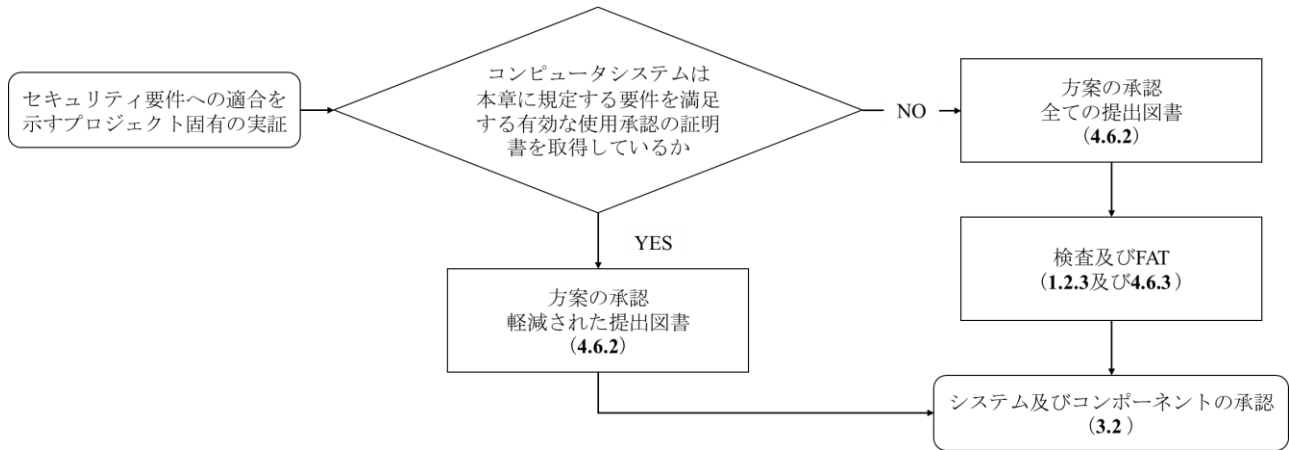 セキュリティ要件への適合を
示すプロジェクト固有の実証
コンピュータシステムは
本章に規定する要件を満足
する有効な使用承認の証明
書を取得しているか
NO
方案の承認
全ての提出図書
(4.6.2)
YES
検査及びFAT
(1.2.3及び4.6.3)
方案の承認
軽減された提出図書
(4.6.2)
システム及びコンポーネントの承認
(3.2)